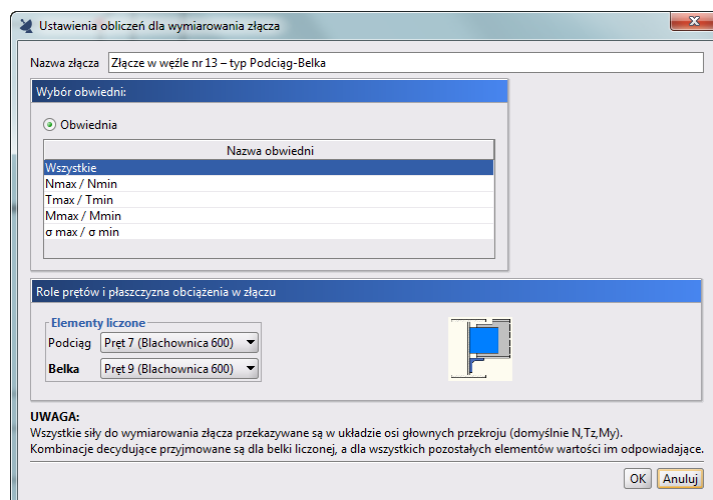 Ustawienia obliczeń dla wymiarowania złącza
Nazwa złącza Złącze w węźle nr 13 – typ Podciąg-Belka
Wybór obwiedni:
Obwiednia
Nazwa obwiedni
Wszystkie
Nmax / Nmin
Tmax / Tmin
Mmax / Mmin
σ max / σ min
Role prętów i płaszczyzna obciążenia w złączu
Elementy liczone
Podciąg Pręt 7 (Blachownica 600)
Belka Pręt 9 (Blachownica 600)
UWAGA:
Wszystkie siły do wymiarowania złącza przekazywane są w układzie osi głownych przekroju (domyślnie N,Tz,My).
Kombinacje decydujące przyjmowane są dla belki liczonej, a dla wszystkich pozostałych elementów wartości im odpowiadające.
OK Anuluj